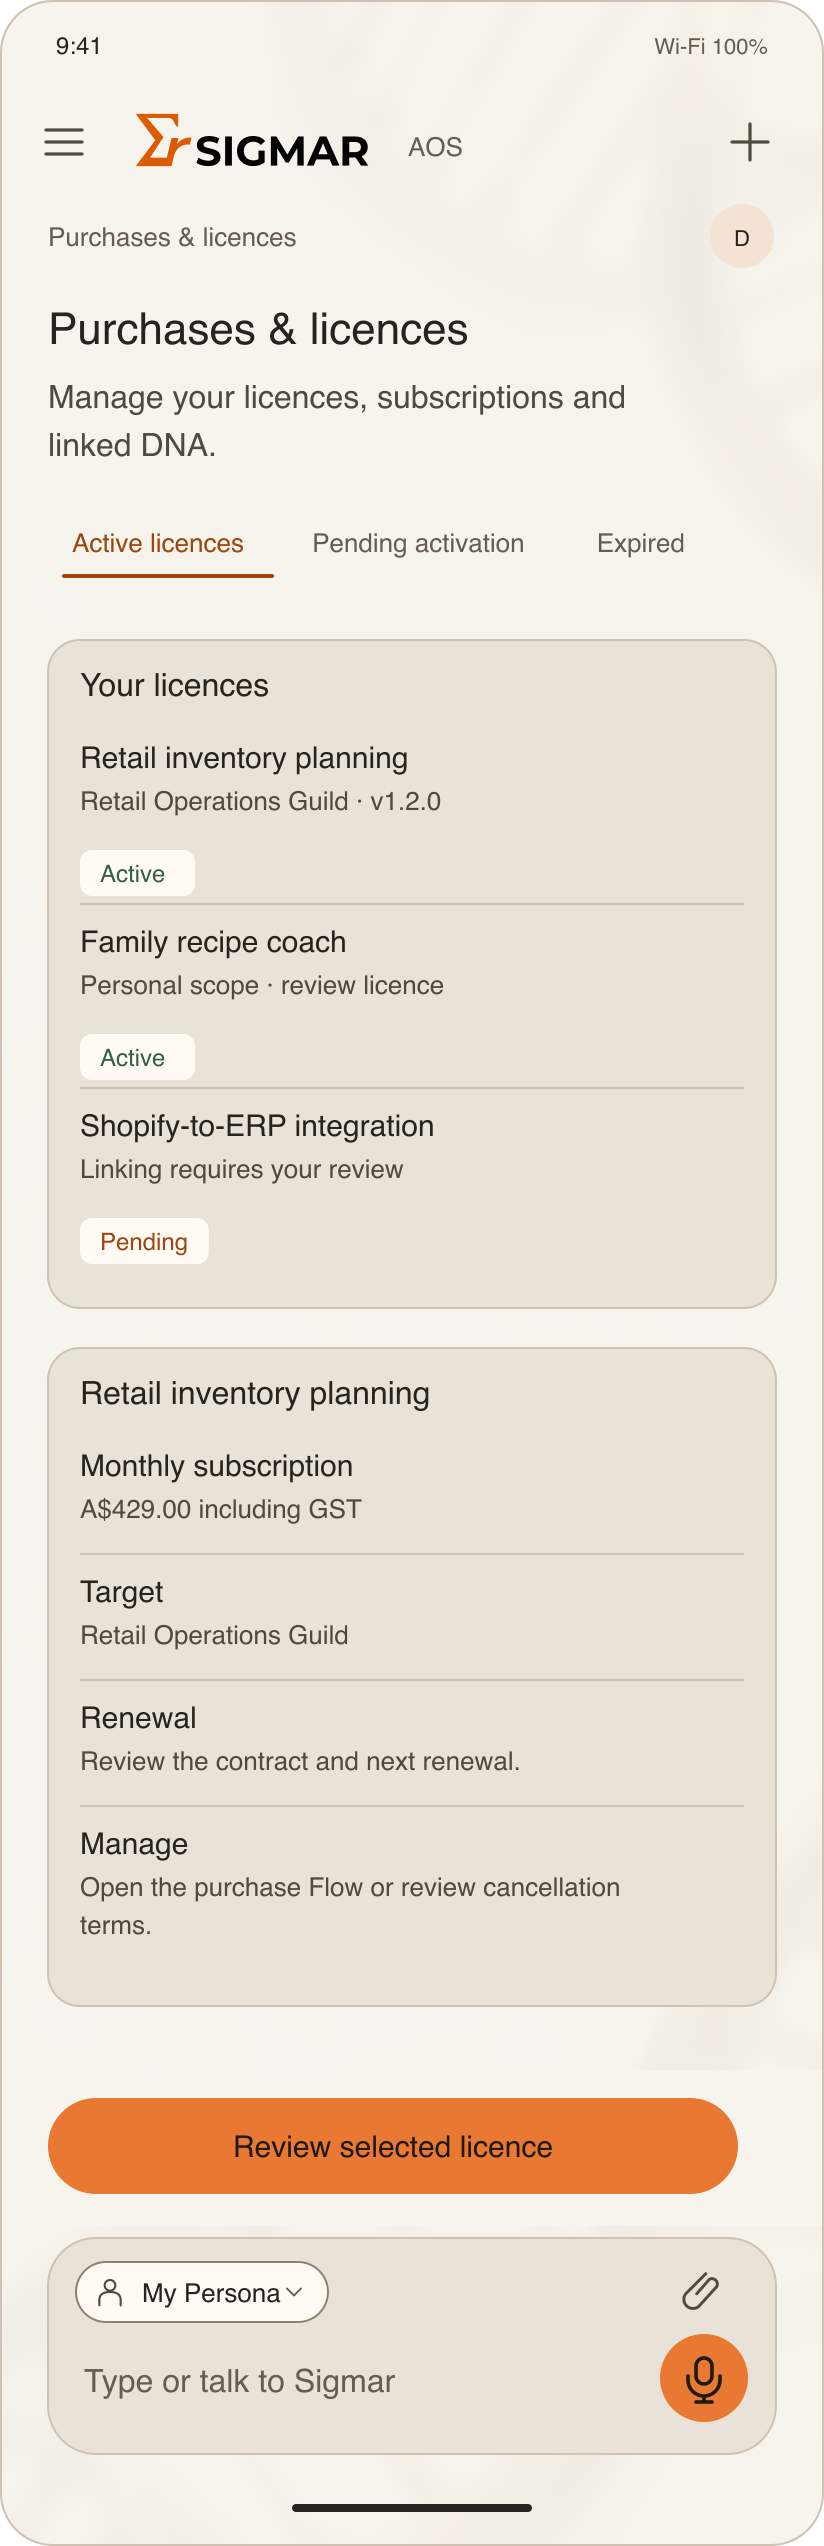 9:41
Wi-Fi 100%
Σr SIGMAR AOS
Purchases & licences
D
Purchases & licences
Manage your licences, subscriptions and
linked DNA.
Active licences
Pending activation
Expired
Your licences
Retail inventory planning
Retail Operations Guild · v1.2.0
Active
Family recipe coach
Personal scope · review licence
Active
Shopify-to-ERP integration
Linking requires your review
Pending
Retail inventory planning
Monthly subscription
A$429.00 including GST
Target
Retail Operations Guild
Renewal
Review the contract and next renewal.
Manage
Open the purchase Flow or review cancellation
terms.
Review selected licence
My Persona
Type or talk to Sigmar